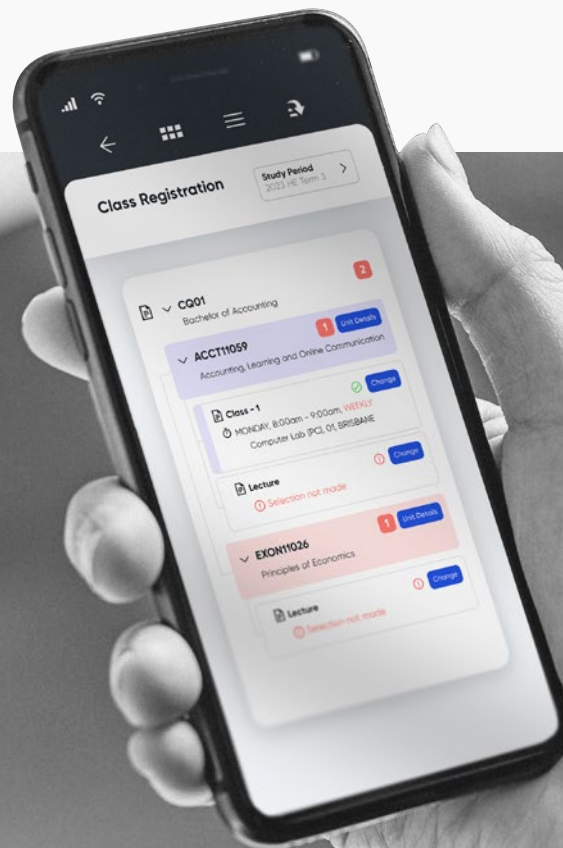 Class Registration
Study Period
2023 HE Term 3
2
CQ01
Bachelor of Accounting
ACCT11059
1
Unit Details
Accounting, Learning and Online Communication
Class - 1
Change
MONDAY, 8:00am - 9:00am, WEEKLY
Computer Lab [PC], 01, BRISBANE
Lecture
Change
Selection not made
EXON11026
1
Unit Details
Principles of Economics
Lecture
Change
Selection not made